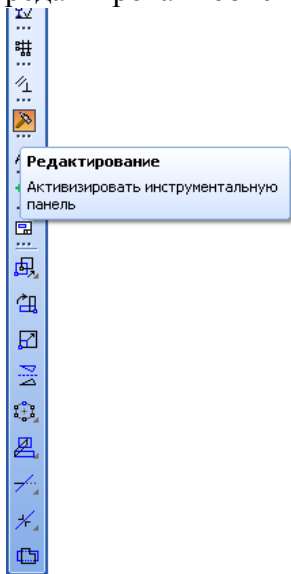 Редактирование
Активизировать инструментальную
панель